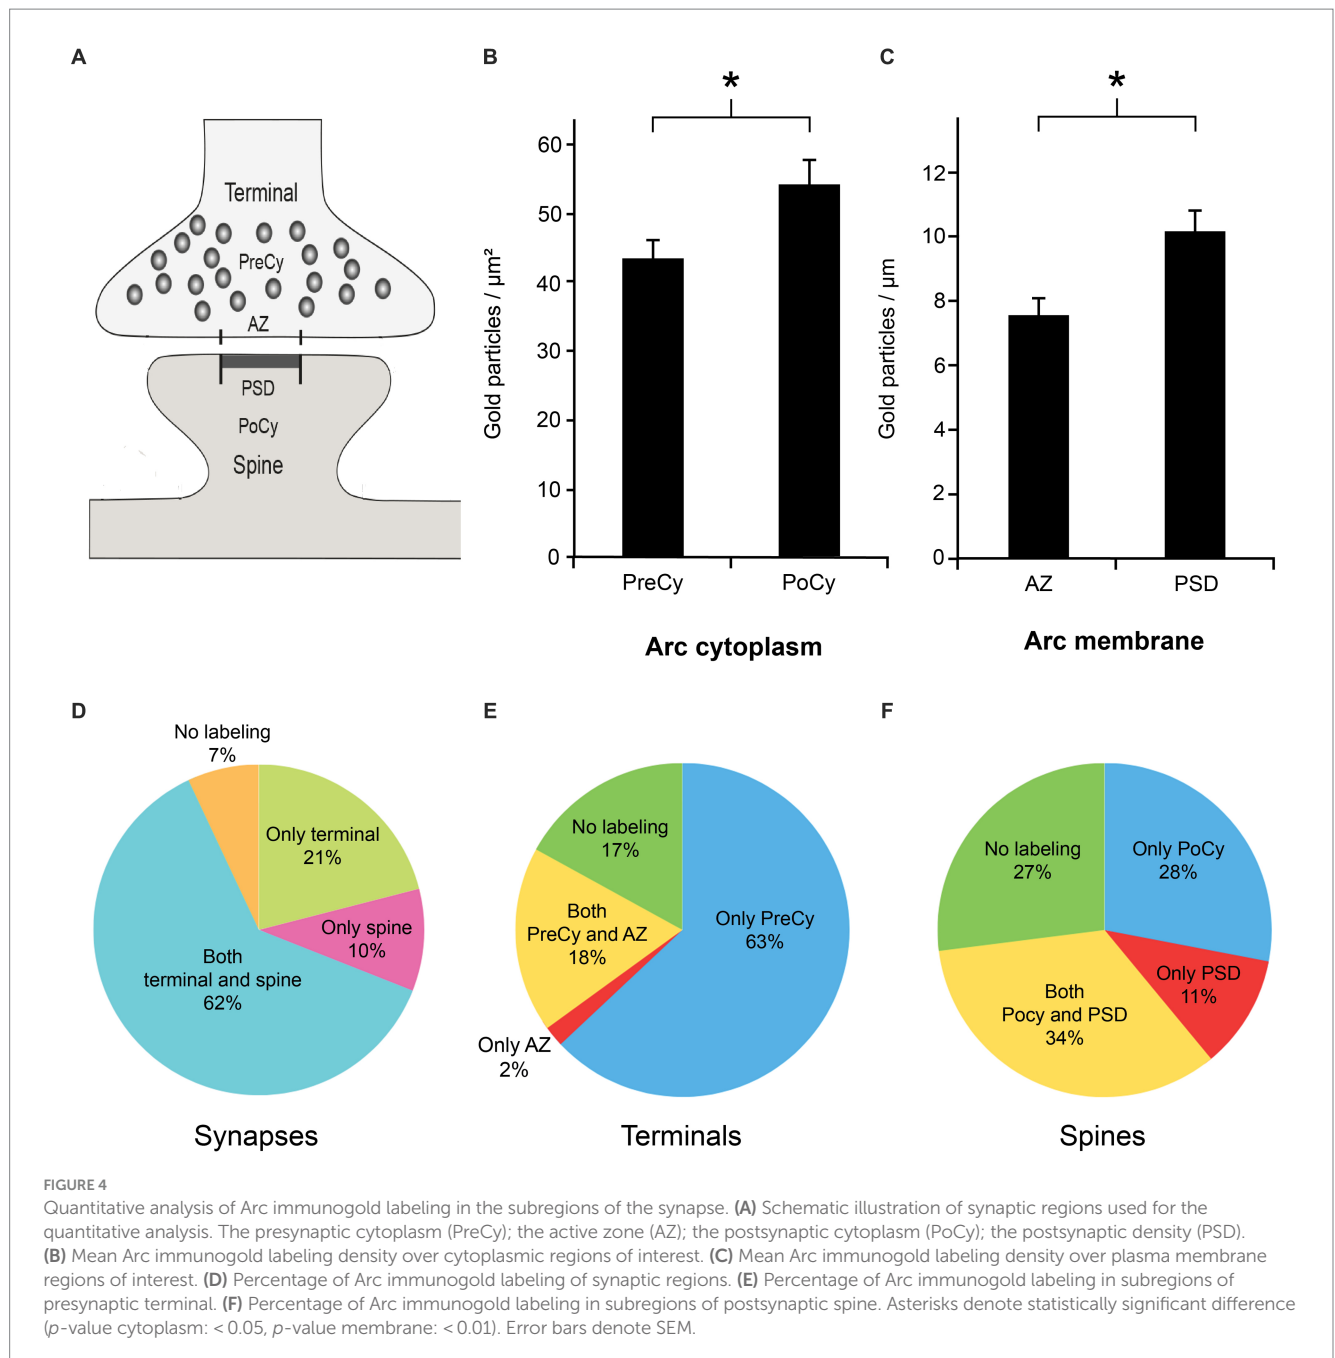 A
Terminal
PreCy
AZ
PSD
PoCy
Spine
B
*
Gold particles / µm²
60
50
40
30
20
10
0
PreCy
PoCy
Arc cytoplasm
C
*
Gold particles / µm
12
10
8
6
4
2
0
AZ
PSD
Arc membrane
D
No labeling
7%
Only terminal
21%
Only spine
10%
Both
terminal and spine
62%
Synapses
E
No labeling
17%
Both
PreCy and AZ
18%
Only PreCy
63%
Only AZ
2%
Terminals
F
No labeling
27%
Only PoCy
28%
Only PSD
11%
Both
Pocy and PSD
34%
Spines
FIGURE 4
Quantitative analysis of Arc immunogold labeling in the subregions of the synapse. (A) Schematic illustration of synaptic regions used for the
quantitative analysis. The presynaptic cytoplasm (PreCy); the active zone (AZ); the postsynaptic cytoplasm (PoCy); the postsynaptic density (PSD).
(B) Mean Arc immunogold labeling density over cytoplasmic regions of interest. (C) Mean Arc immunogold labeling density over plasma membrane
regions of interest. (D) Percentage of Arc immunogold labeling of synaptic regions. (E) Percentage of Arc immunogold labeling in subregions of
presynaptic terminal. (F) Percentage of Arc immunogold labeling in subregions of postsynaptic spine. Asterisks denote statistically significant difference
(p-value cytoplasm: < 0.05, p-value membrane: < 0.01). Error bars denote SEM.